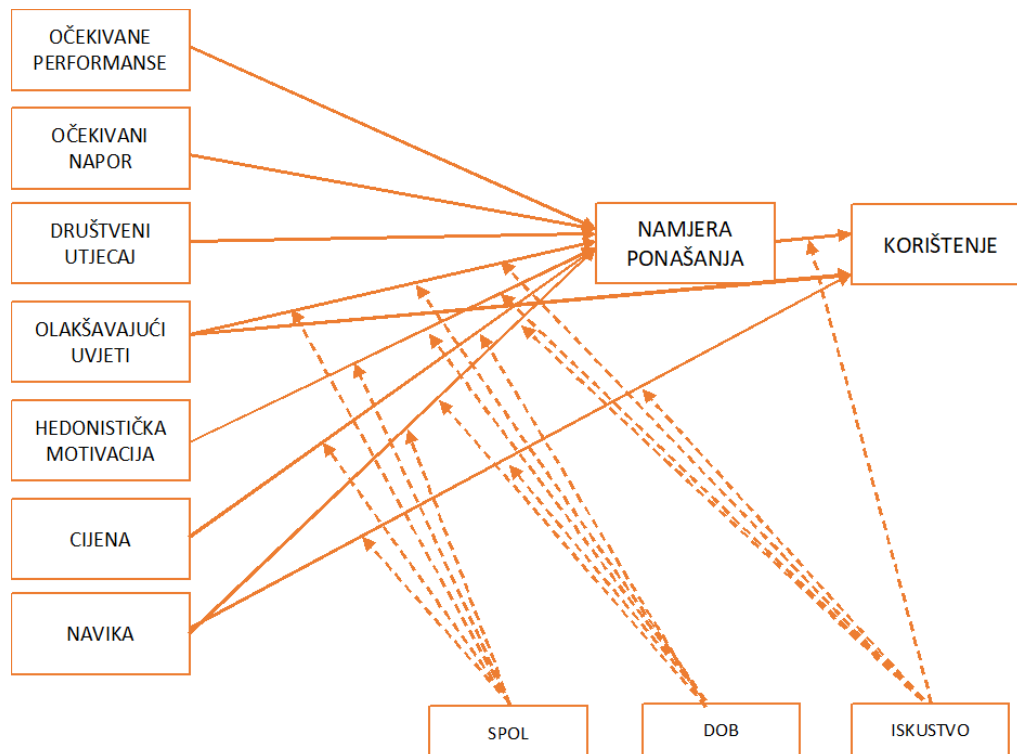 OČEKIVANE
PERFORMANSE
OČEKIVANI
NAPOR
DRUŠTVENI
UTJECAJ
OLAKŠAVAJUĆI
UVJETI
HEDONISTIČKA
MOTIVACIJA
CIJENA
NAVIKA
NAMJERA
PONAŠANJA
KORIŠTENJE
SPOL
DOB
ISKUSTVO